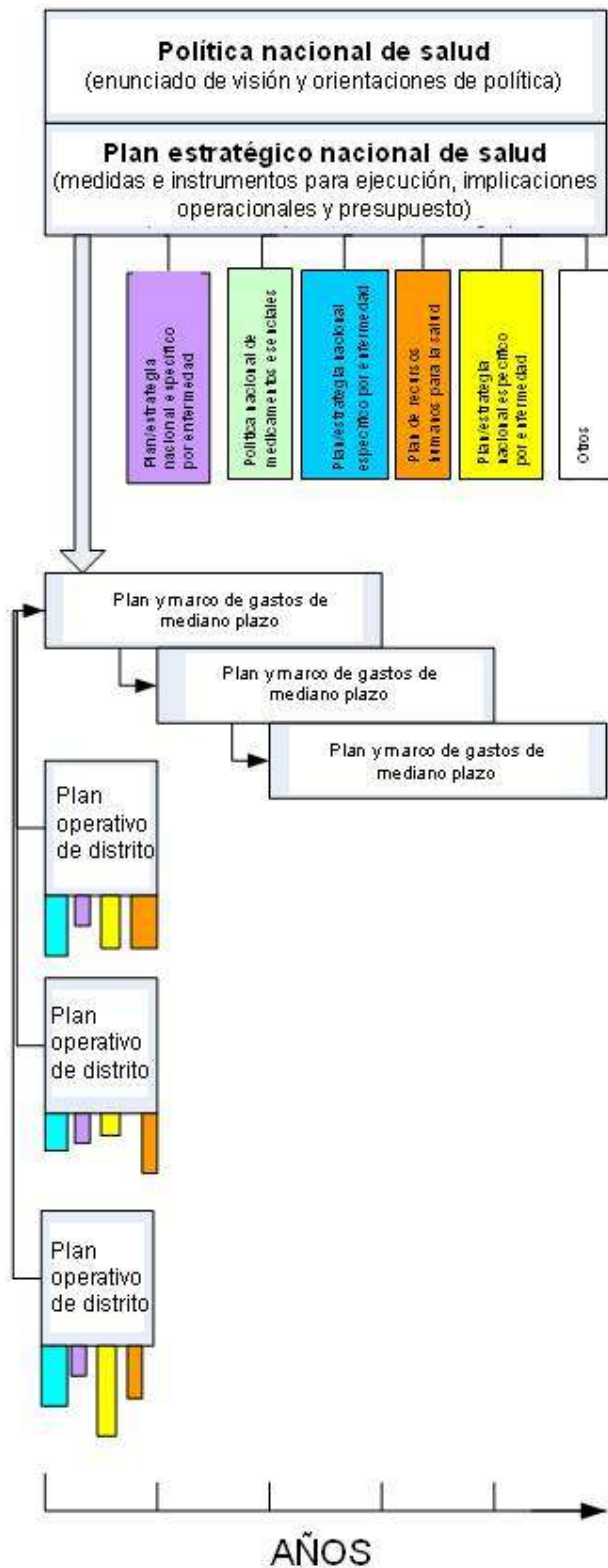 Política nacional de salud
(enunciado de visión y orientaciones de política)
Plan estratégico nacional de salud
(medidas e instrumentos para ejecución, implicaciones
operacionales y presupuesto)
Plan/estrategia
nacional específico
por enfermedad
Política nacional de
medicamentos esenciales
Plan/estrategia nacional
específico por enfermedad
Plan de recursos
humanos para la salud
Plan/estrategia
nacional específico
por enfermedad
Otros
Plan y marco de gastos de
mediano plazo
Plan y marco de gastos de
mediano plazo
Plan y marco de gastos de
mediano plazo
Plan
operativo
de distrito
Plan
operativo
de distrito
Plan
operativo
de distrito
AÑOS